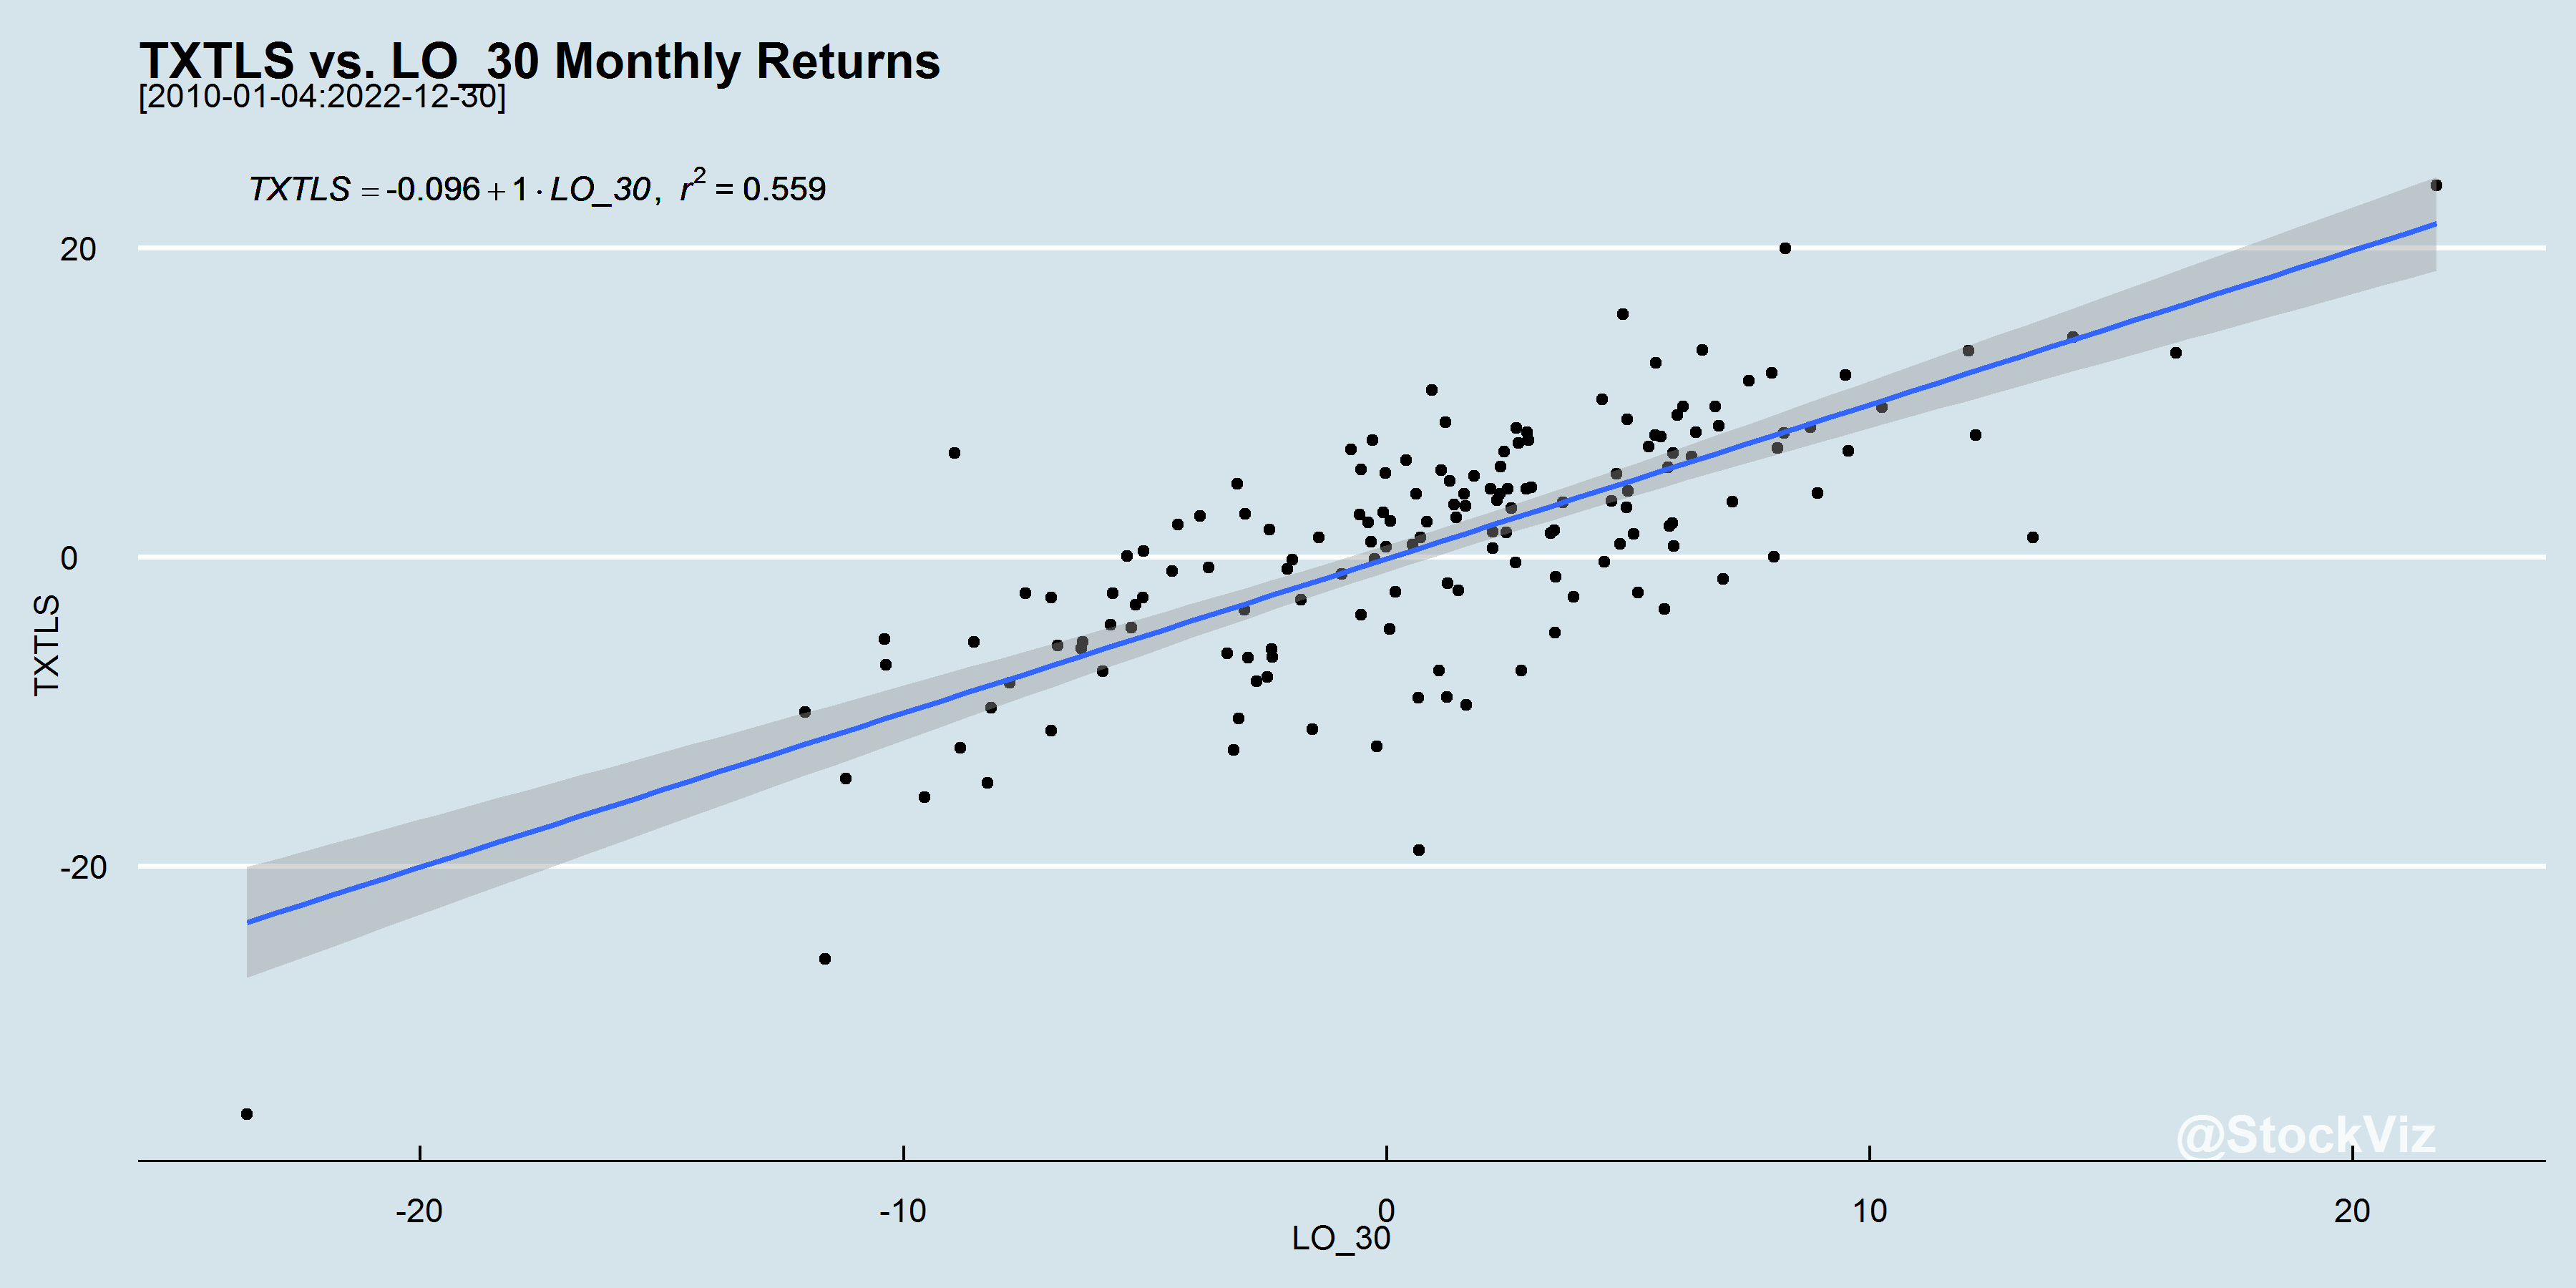 TXTLS vs. LO_30 Monthly Returns
[2010-01-04:2022-12-30]
TXTLS = -0.096 + 1 · LO_30, r² = 0.559
20
0
-20
TXTLS
@StockViz
-20 -10 0 10 20
LO_30